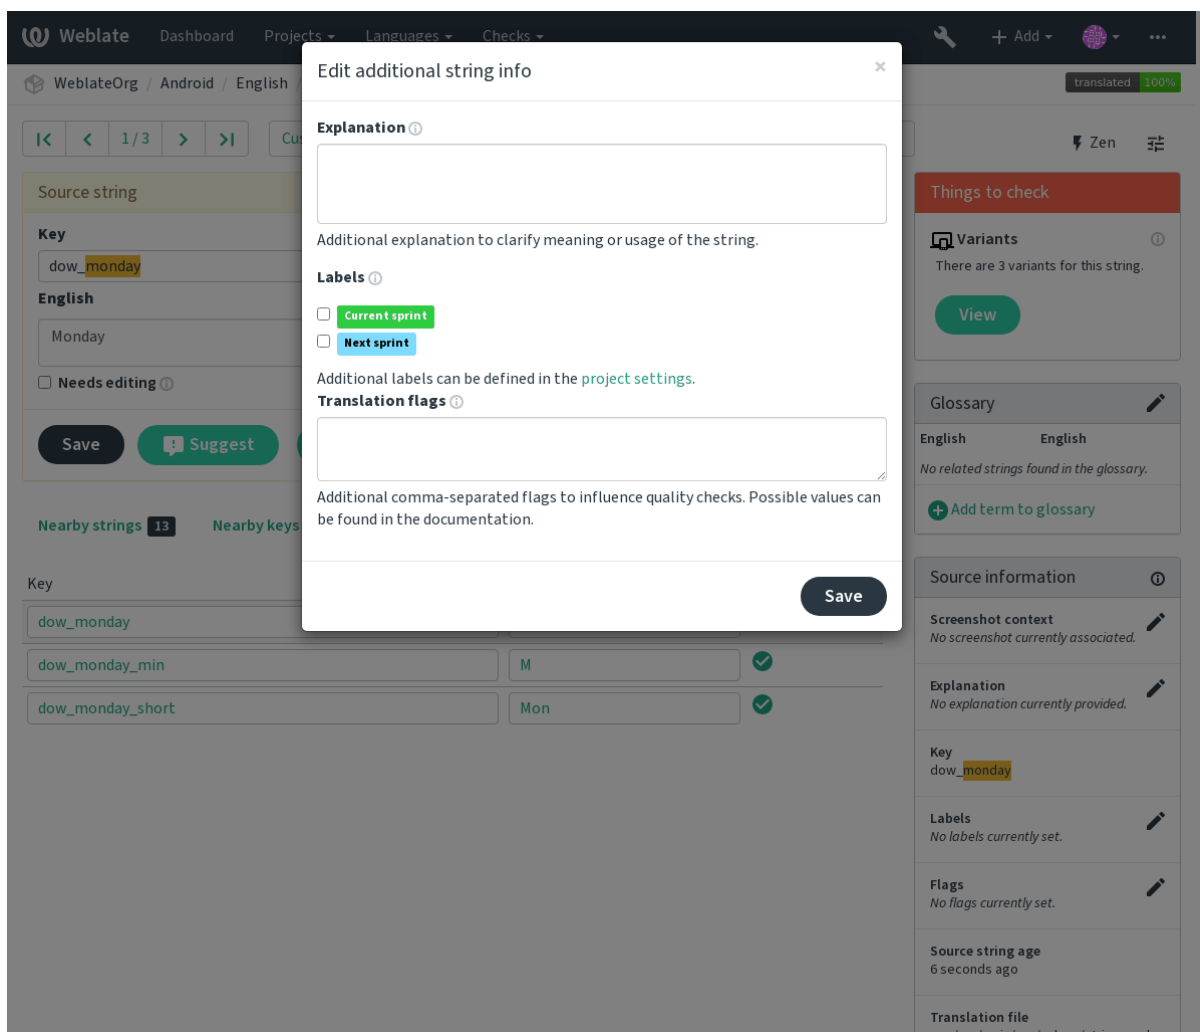 Weblate Dashboard Projects Languages Checks Add
WeblateOrg / Android / English /
translated 100%
1 / 3
Zen
Edit additional string info
×
Explanation
Additional explanation to clarify meaning or usage of the string.
Labels
Current sprint
Next sprint
Additional labels can be defined in the project settings.
Translation flags
Additional comma-separated flags to influence quality checks. Possible values can
be found in the documentation.
Save
Source string
Key
dow_monday
English
Monday
Needs editing
Save Suggest
Nearby strings 13 Nearby keys
Key
dow_monday
dow_monday_min M
dow_monday_short Mon
Things to check
Variants
There are 3 variants for this string.
View
Glossary
English English
No related strings found in the glossary.
Add term to glossary
Source information
Screenshot context
No screenshot currently associated.
Explanation
No explanation currently provided.
Key
dow_monday
Labels
No labels currently set.
Flags
No flags currently set.
Source string age
6 seconds ago
Translation file